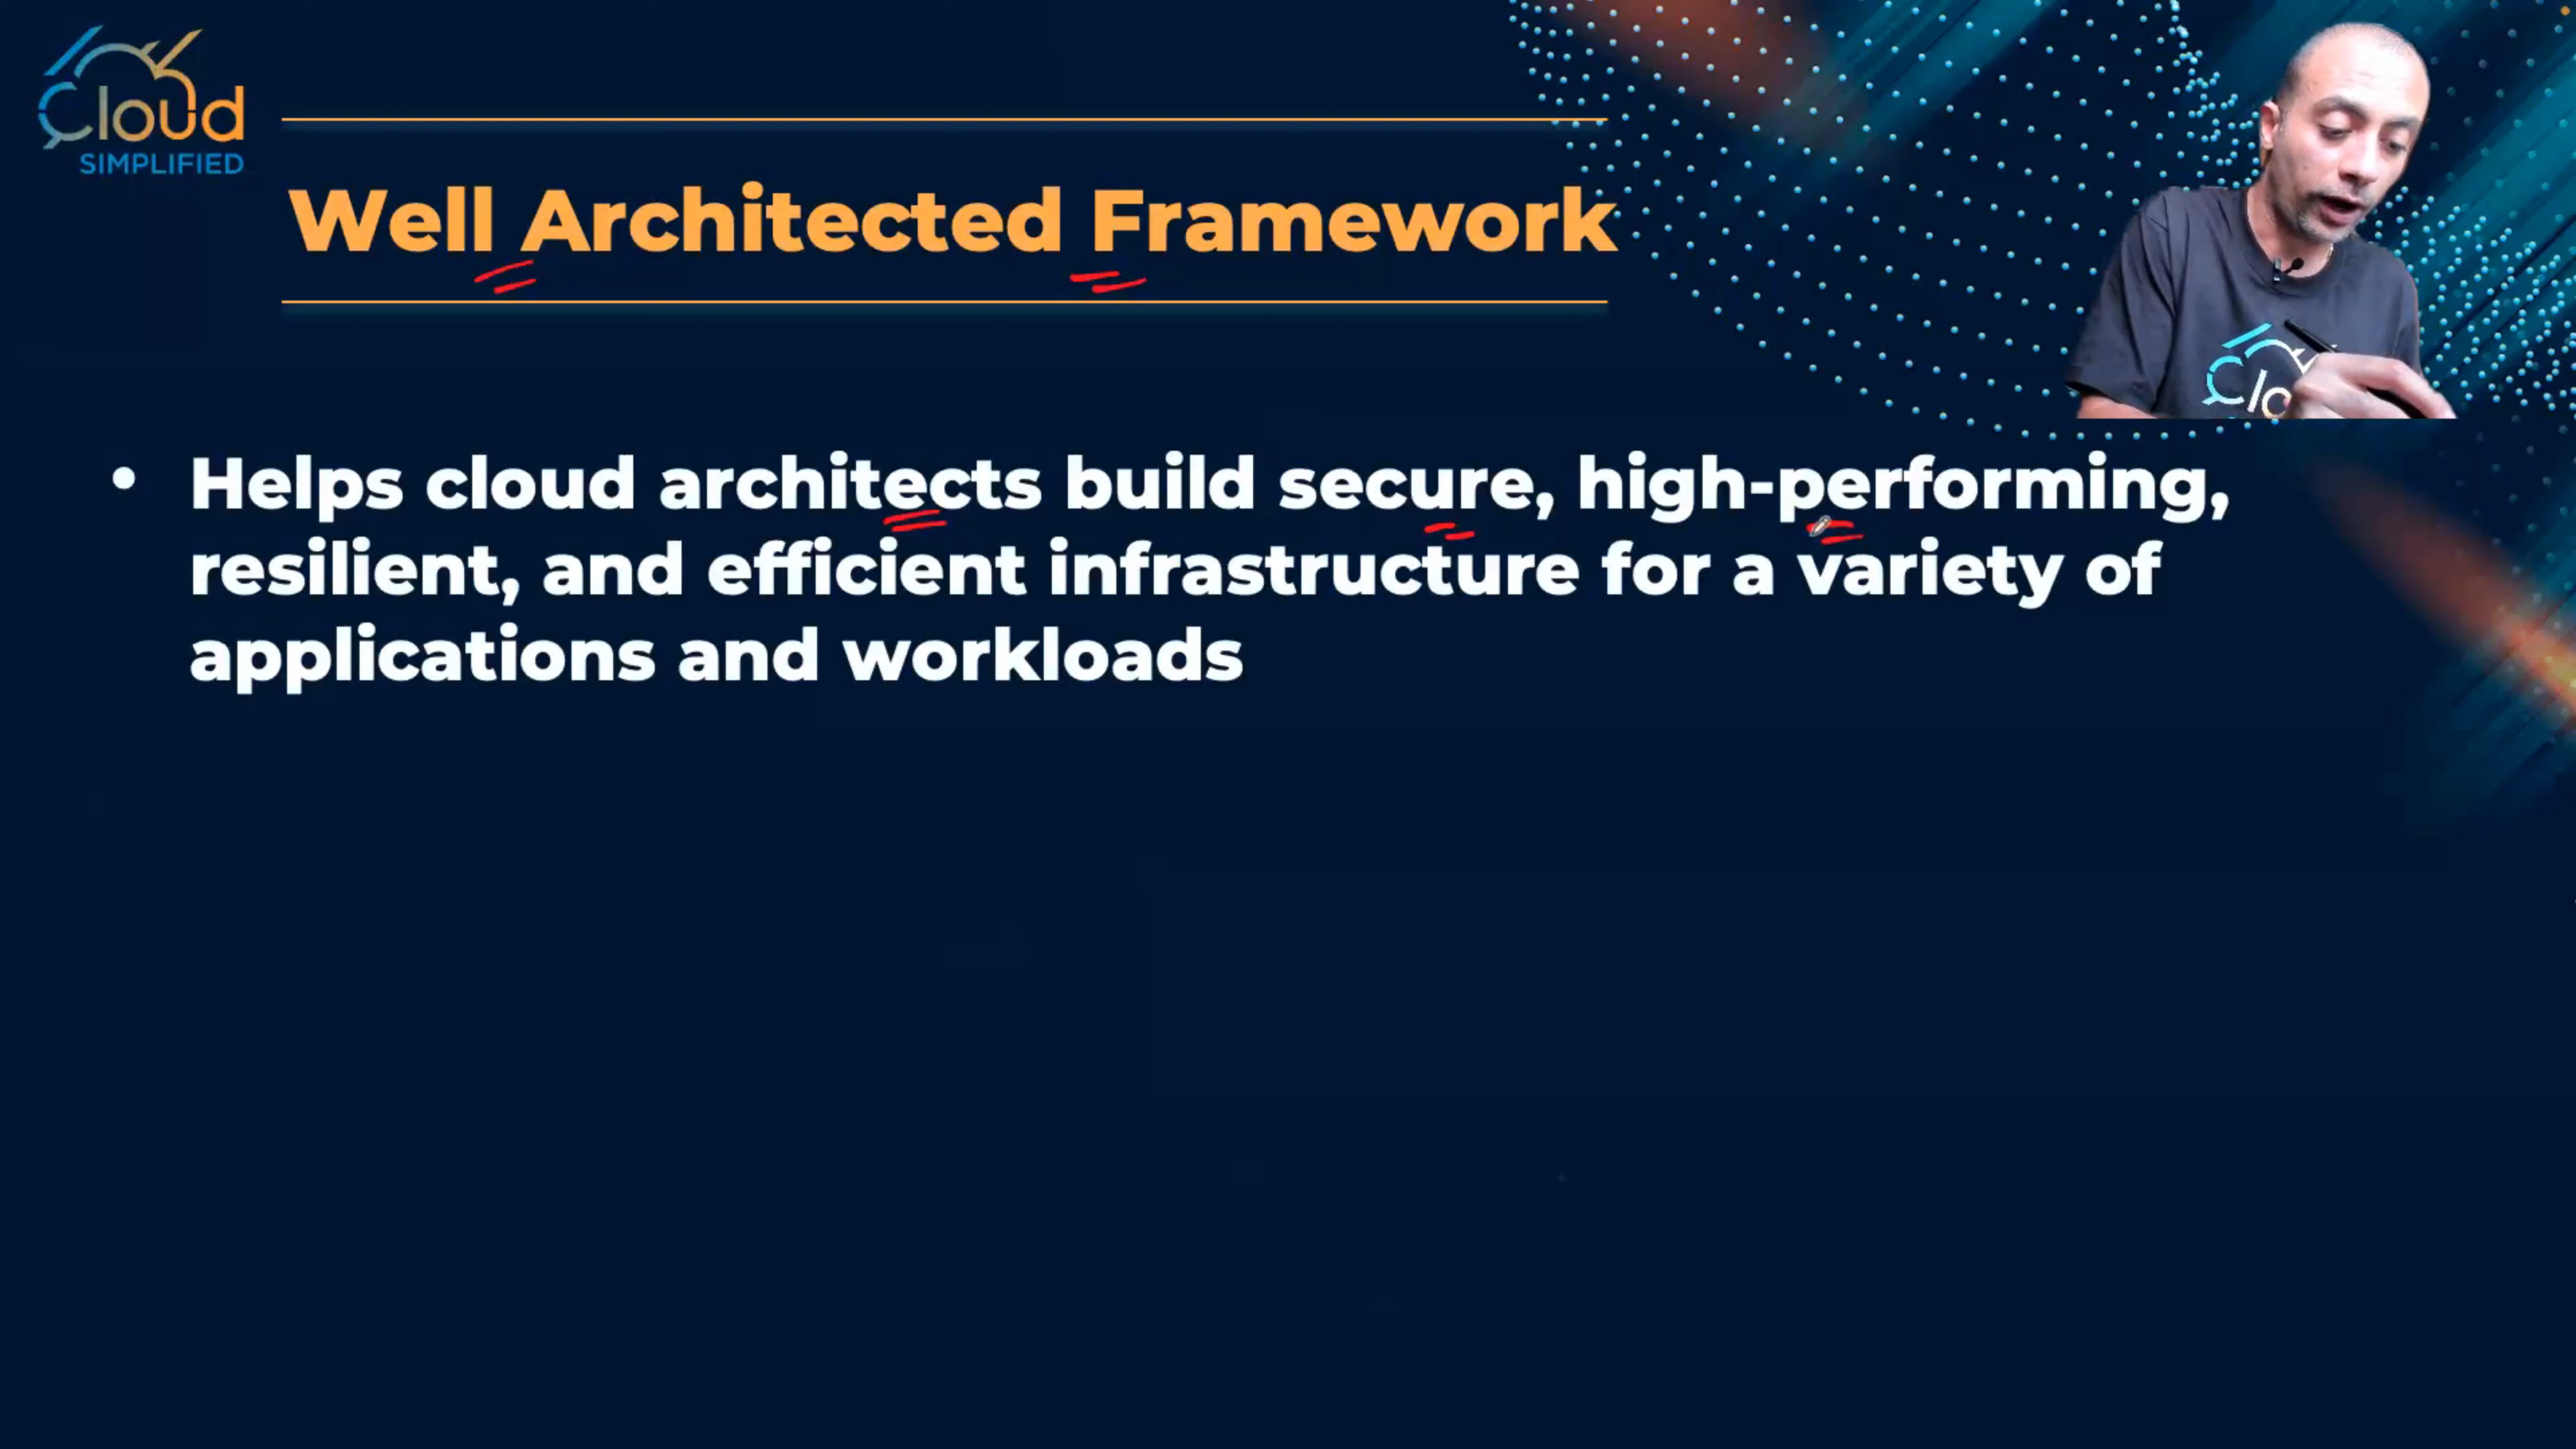 Cloud
SIMPLIFIED
Well Architected Framework
• Helps cloud architects build secure, high-performing,
resilient, and efficient infrastructure for a variety of
applications and workloads
Clo